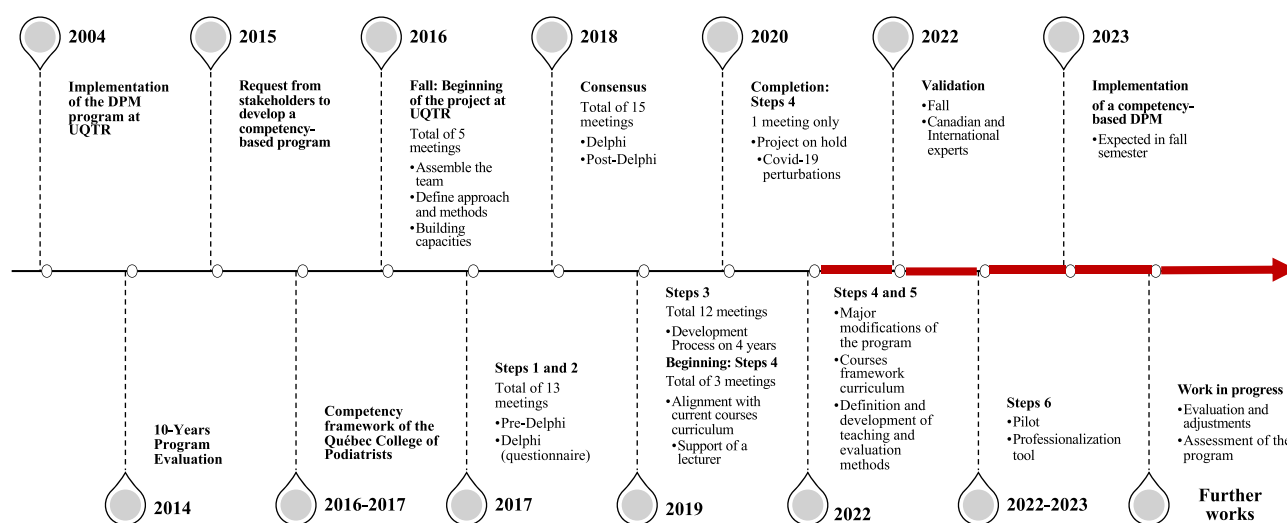 2004
Implementation
of the DPM
program at
UQTR
2015
Request from
stakeholders to
develop a
competency-
based program
2016
Fall: Beginning
of the project at
UQTR
Total of 5
meetings
•Assemble the
team
•Define approach
and methods
•Building
capacities
2018
Consensus
Total of 15
meetings
•Delphi
•Post-Delphi
2020
Completion:
Steps 4
1 meeting only
•Project on hold
•Covid-19
perturbations
2022
Validation
•Fall
•Canadian and
International
experts
2023
Implementation
of a competency-
based DPM
•Expected in fall
semester
10-Years
Program
Evaluation
2014
Competency
framework of the
Québec College of
Podiatrists
2016-2017
Steps 1 and 2
Total of 13
meetings
•Pre-Delphi
•Delphi
(questionnaire)
2017
Steps 3
Total 12 meetings
•Development
Process on 4 years
Beginning: Steps 4
Total of 3 meetings
•Alignment with
current courses
curriculum
•Support of a
lecturer
2019
Steps 4 and 5
•Major
modifications of
the program
•Courses
framework
curriculum
•Definition and
development of
teaching and
evaluation
methods
2022
Steps 6
•Pilot
•Professionalization
tool
2022-2023
Work in progress
•Evaluation and
adjustments
•Assessment of the
program
Further
works